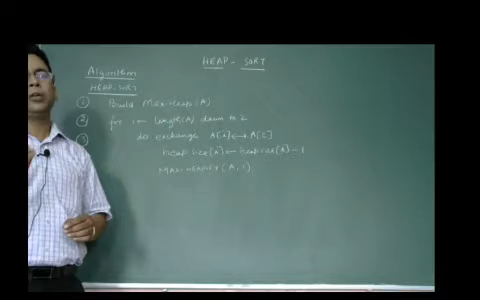 HEAP - SORT
Algorithm
HEAP-SORT
① Build Max-Heap (A)
② for i ← length(A) down to 2
③ do exchange A[1] ↔ A[i]
heap size[A] ← heap size(A) - 1
MAX-HEAPIFY (A, 1)